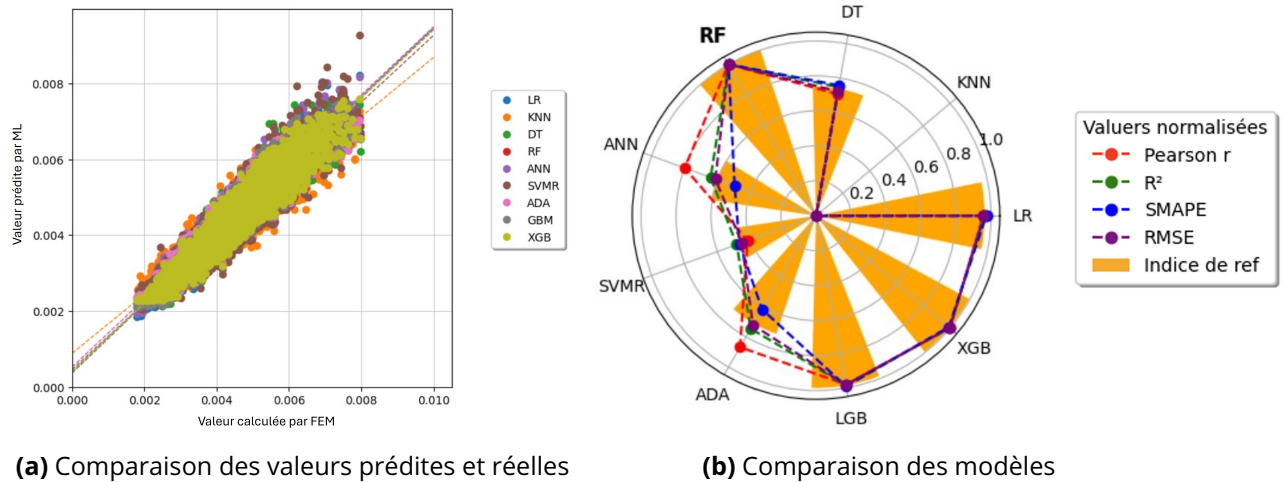 0.008
0.006
0.004
0.002
0.000
0.000
0.002
0.004
0.006
0.008
0.010
Valeur prédite par ML
Valeur calculée par FEM
LR
KNN
DT
RF
ANN
SVMR
ADA
GBM
XGB
DT
RF
KNN
ANN
1.0
0.8
0.6
0.4
0.2
LR
SVMR
XGB
ADA
LGB
Valuers normalisées
Pearson r
R²
SMAPE
RMSE
Indice de ref
(a) Comparaison des valeurs prédites et réelles
(b) Comparaison des modèles